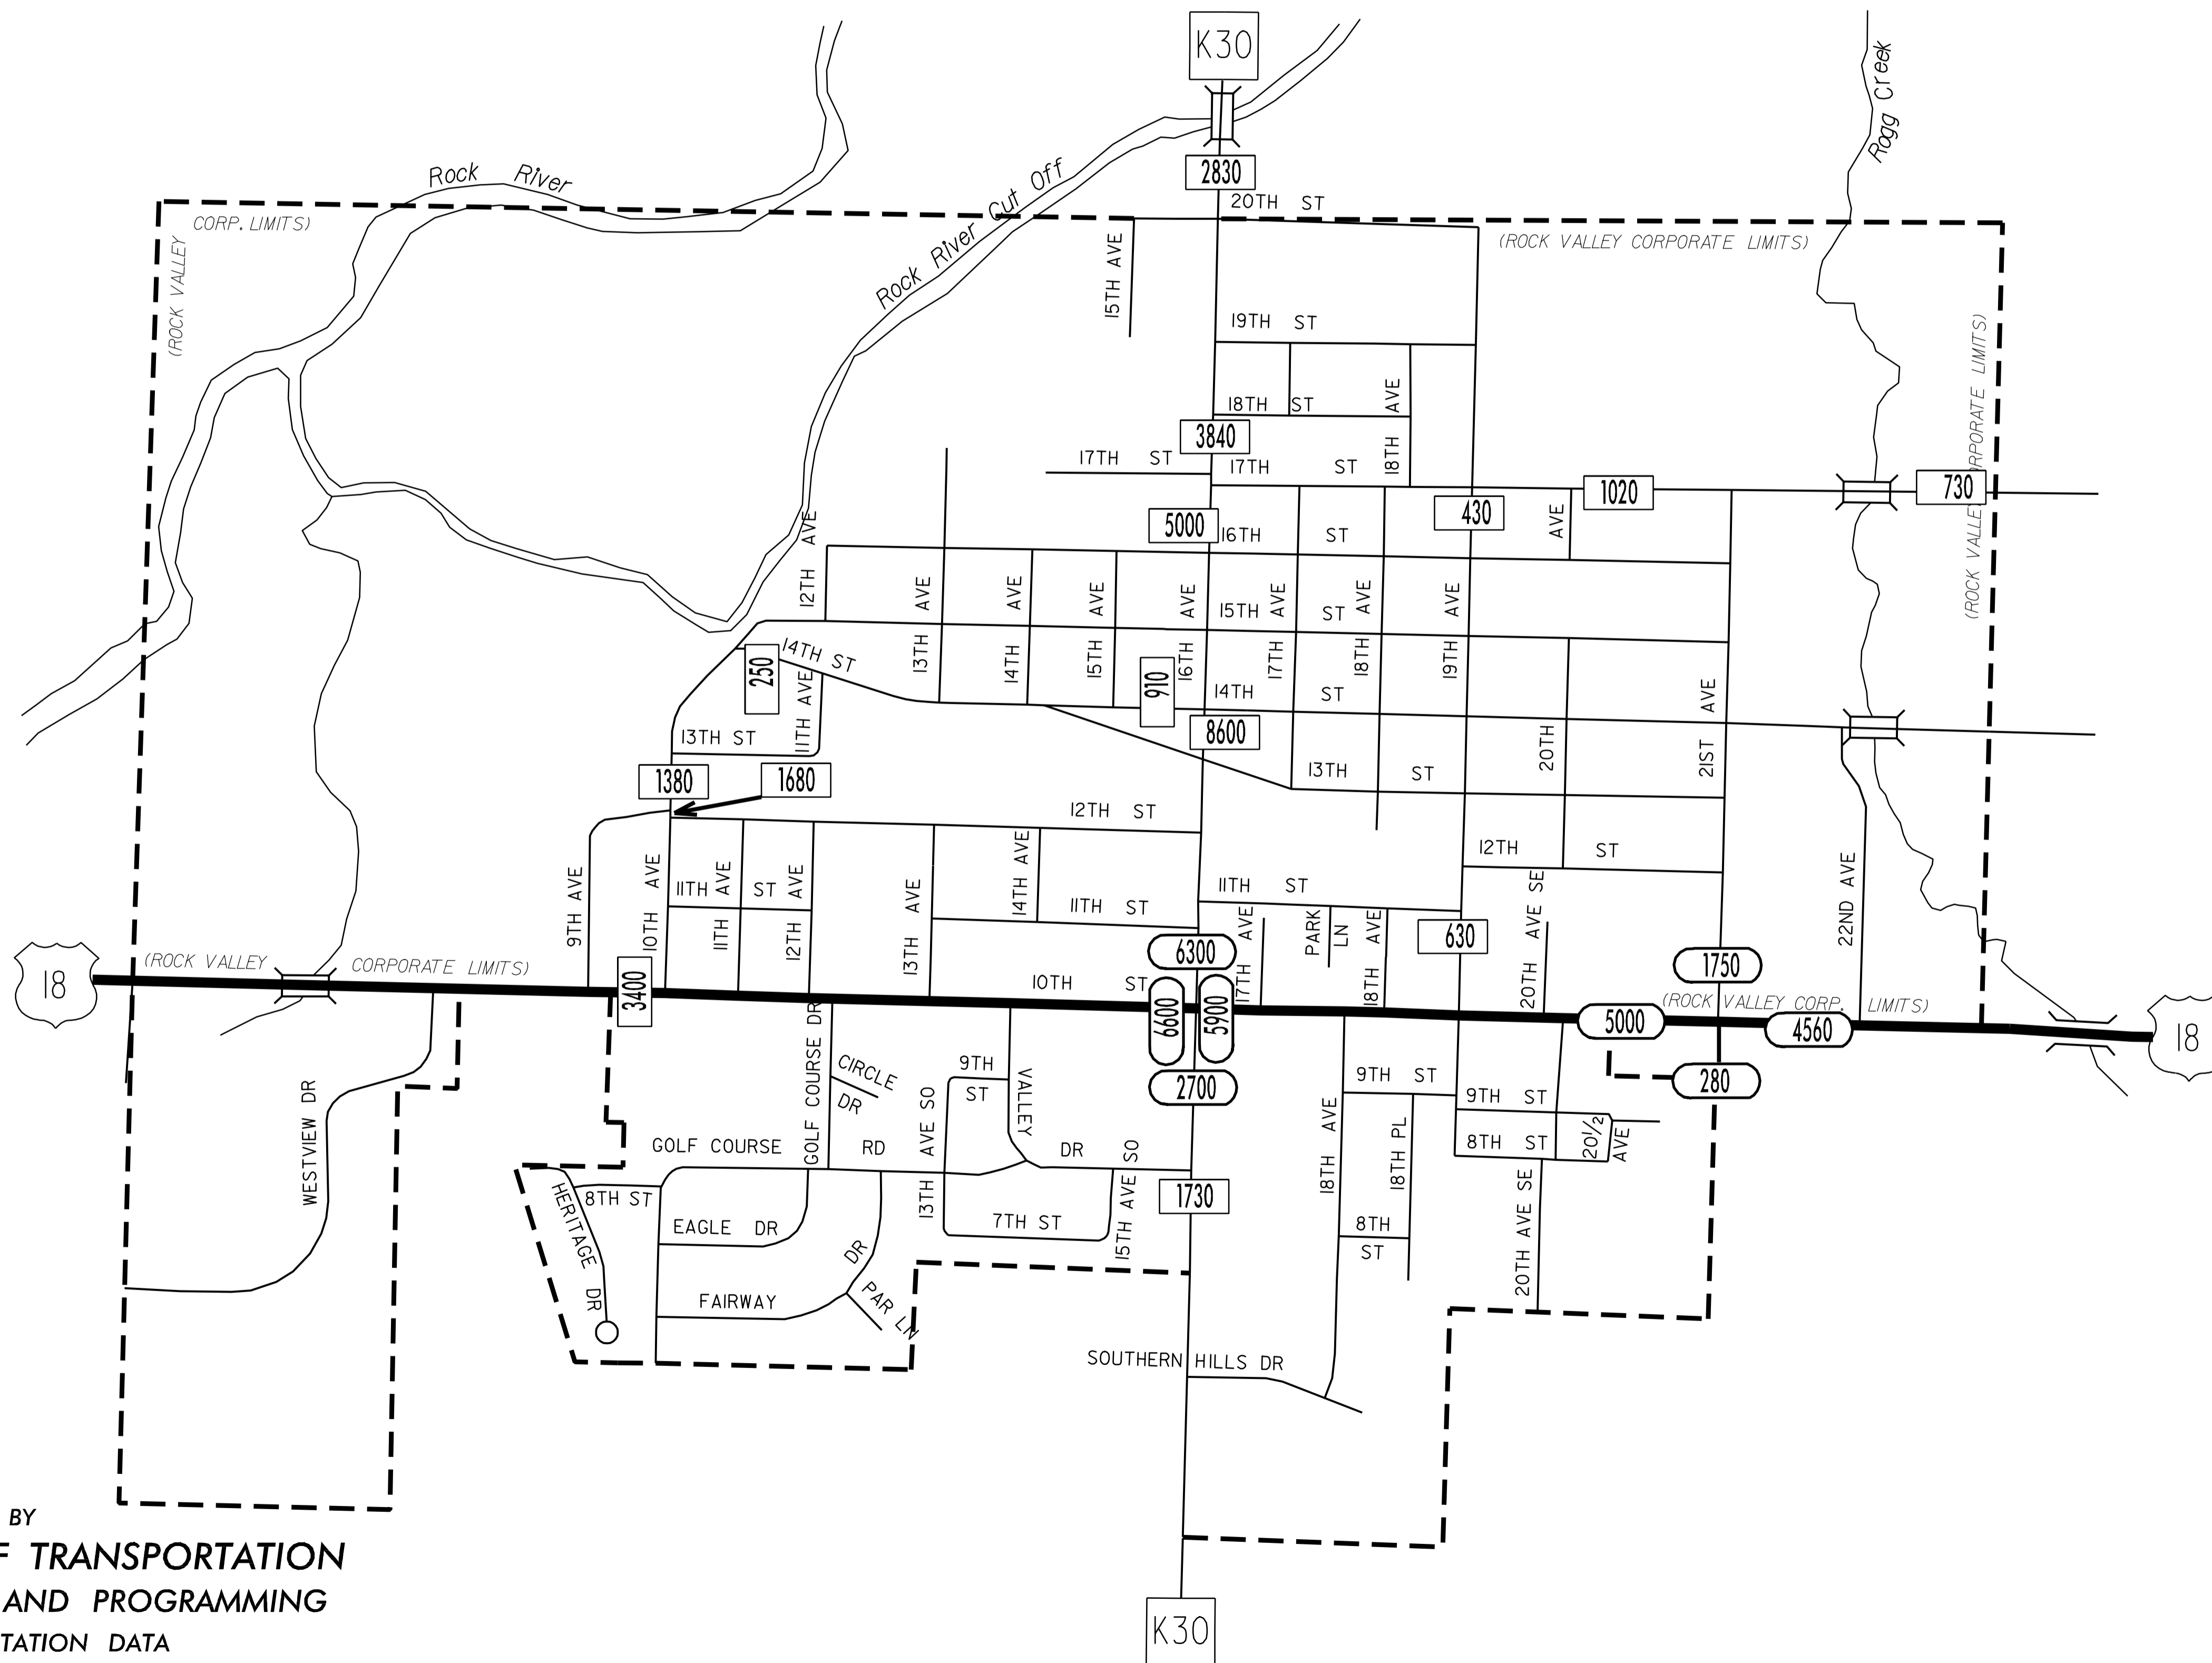 K30
Rogg Creek
Rock River
Rock River Cut Off
2830
20TH ST
CORP. LIMITS)
(ROCK VALLEY
(ROCK VALLEY CORPORATE LIMITS)
15TH AVE
19TH ST
(ROCK VALLEY CORPORATE LIMITS)
18TH ST
18TH AVE
3840
17TH ST
17TH ST
1020
730
430
5000
12TH AVE
16TH ST
AVE
13TH AVE
14TH AVE
15TH AVE
16TH AVE
15TH ST
17TH AVE
18TH AVE
19TH AVE
14TH ST
250
11TH AVE
910
14TH ST
8600
13TH ST
20TH
21ST AVE
13TH ST
1380
1680
12TH ST
12TH ST
9TH AVE
10TH AVE
11TH ST
11TH AVE
12TH AVE
13TH AVE
14TH AVE
11TH ST
11TH ST
17TH AVE
PARK LN
18TH AVE
630
20TH AVE SE
22ND AVE
6300
1750
18
(ROCK VALLEY CORPORATE LIMITS)
3400
10TH ST
6600
5900
5000
(ROCK VALLEY CORP. LIMITS)
4560
18
2700
280
WESTVIEW DR
GOLF COURSE DR
CIRCLE
DR
13TH AVE SO
9TH
ST
VALLEY
DR
GOLF COURSE RD
15TH AVE SO
1730
18TH AVE
9TH ST
18TH PL
9TH ST
8TH ST
20 1/2
AVE
20TH AVE SE
HERITAGE DR
8TH ST
EAGLE DR
7TH ST
8TH
ST
FAIRWAY DR
PAR LN
SOUTHERN HILLS DR
BY
F TRANSPORTATION
AND PROGRAMMING
TATION DATA
K30